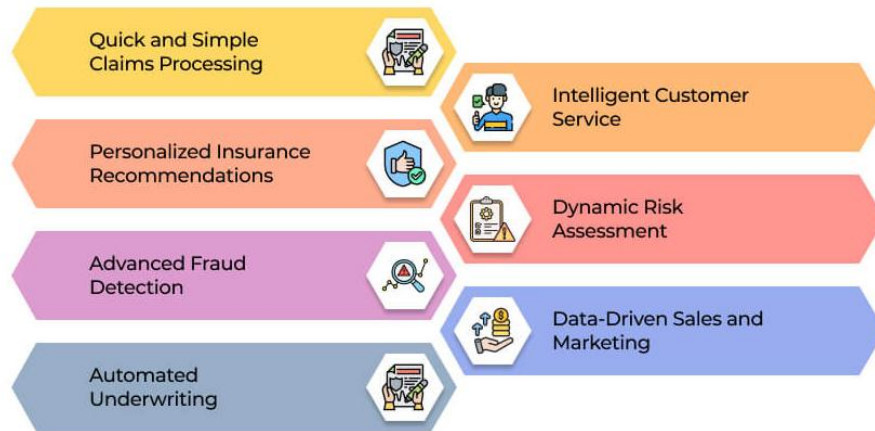 Quick and Simple
Claims Processing
Intelligent Customer
Service
Personalized Insurance
Recommendations
Dynamic Risk
Assessment
Advanced Fraud
Detection
Data-Driven Sales and
Marketing
Automated
Underwriting